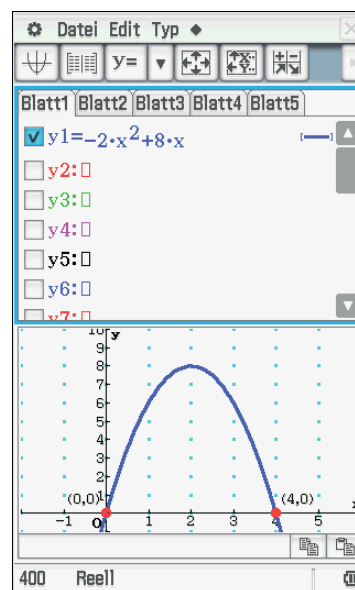 Datei Edit Typ
y=
Blatt1 Blatt2 Blatt3 Blatt4 Blatt5
y1=-2·x²+8·x
y2:
y3:
y4:
y5:
y6:
y7:
10 y
9
8
7
6
5
4
3
2
(0,0) 1 (4,0) x
-1 0 1 2 3 4 5
400 Reell